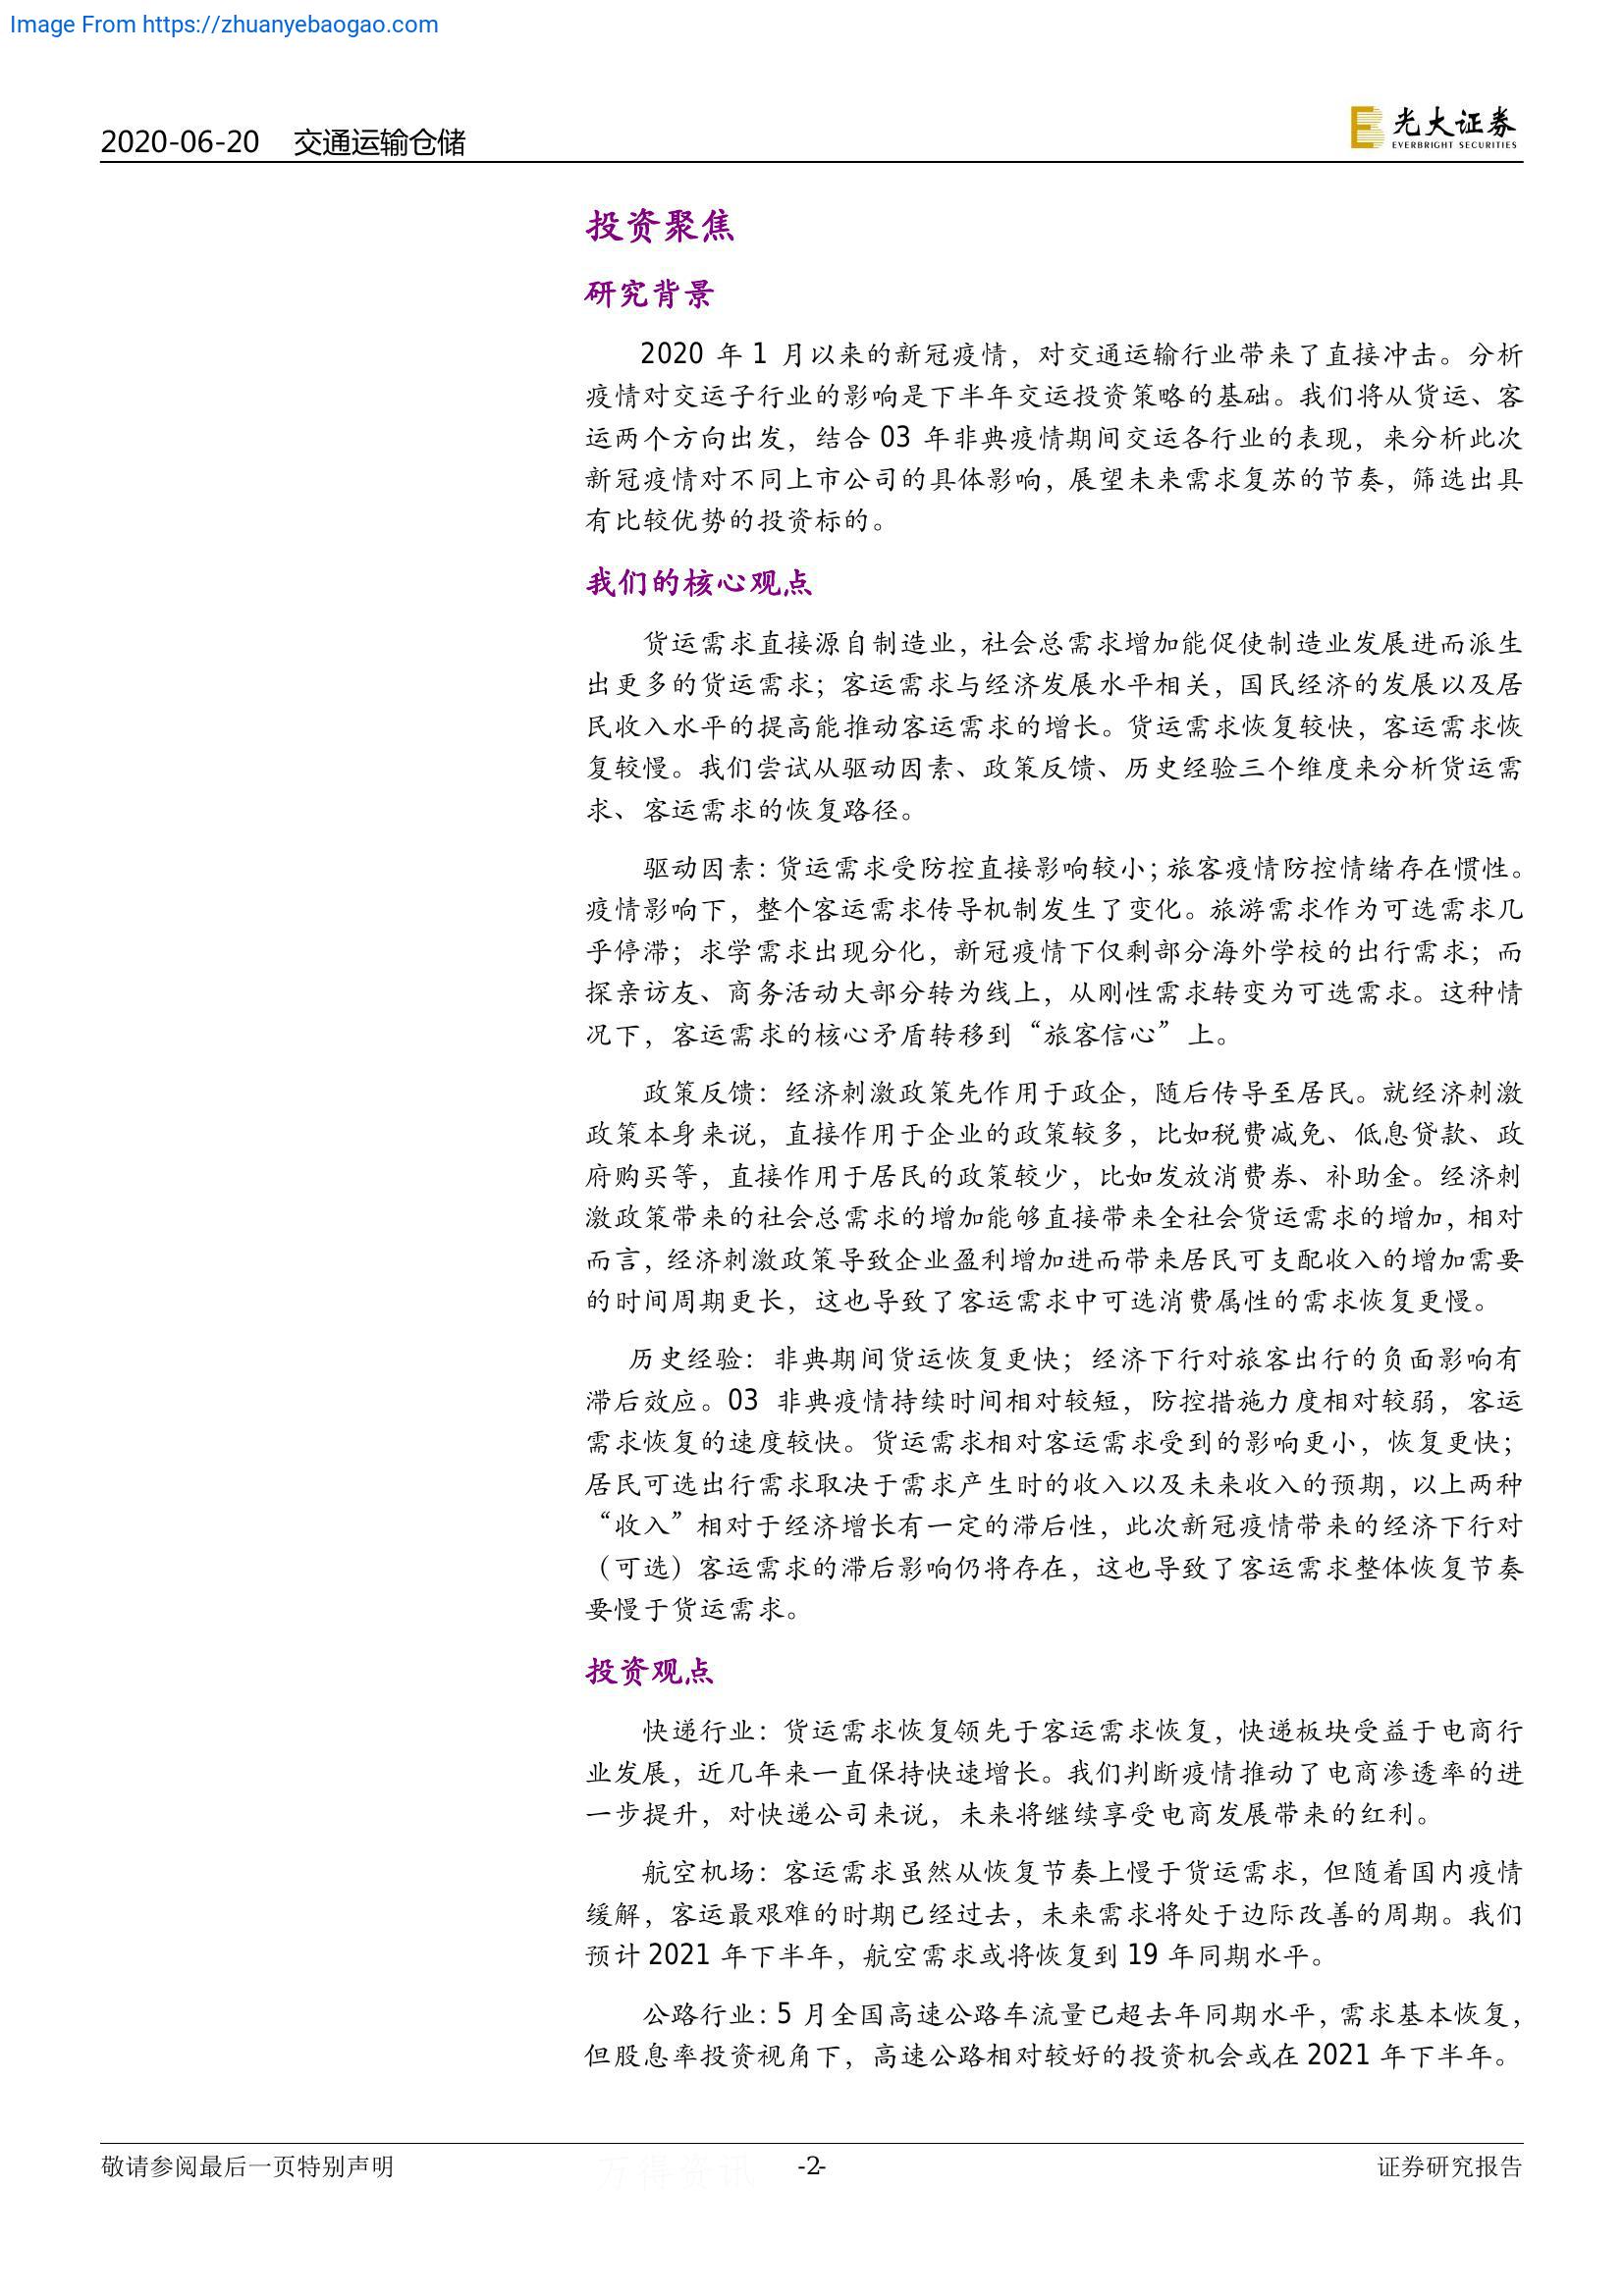 Image From https://zhuanyebaogao.com
2020-06-20 交通运输仓储
光大证券
EVERBRIGHT SECURITIES
投资聚焦
研究背景
2020 年 1 月以来的新冠疫情，对交通运输行业带来了直接冲击。分析
疫情对交运子行业的影响是下半年交运投资策略的基础。我们将从货运、客
运两个方向出发，结合 03 年非典疫情期间交运各行业的表现，来分析此次
新冠疫情对不同上市公司的具体影响，展望未来需求复苏的节奏，筛选出具
有比较优势的投资标的。
我们的核心观点
货运需求直接源自制造业，社会总需求增加能促使制造业发展进而派生
出更多的货运需求；客运需求与经济发展水平相关，国民经济的发展以及居
民收入水平的提高能推动客运需求的增长。货运需求恢复较快，客运需求恢
复较慢。我们尝试从驱动因素、政策反馈、历史经验三个维度来分析货运需
求、客运需求的恢复路径。
驱动因素：货运需求受防控直接影响较小；旅客疫情防控情绪存在惯性。
疫情影响下，整个客运需求传导机制发生了变化。旅游需求作为可选需求几
乎停滞；求学需求出现分化，新冠疫情下仅剩部分海外学校的出行需求；而
探亲访友、商务活动大部分转为线上，从刚性需求转变为可选需求。这种情
况下，客运需求的核心矛盾转移到“旅客信心”上。
政策反馈：经济刺激政策先作用于政企，随后传导至居民。就经济刺激
政策本身来说，直接作用于企业的政策较多，比如税费减免、低息贷款、政
府购买等，直接作用于居民的政策较少，比如发放消费券、补助金。经济刺
激政策带来的社会总需求的增加能够直接带来全社会货运需求的增加，相对
而言，经济刺激政策导致企业盈利增加进而带来居民可支配收入的增加需要
的时间周期更长，这也导致了客运需求中可选消费属性的需求恢复更慢。
历史经验：非典期间货运恢复更快；经济下行对旅客出行的负面影响有
滞后效应。03 非典疫情持续时间相对较短，防控措施力度相对较弱，客运
需求恢复的速度较快。货运需求相对客运需求受到的影响更小，恢复更快；
居民可选出行需求取决于需求产生时的收入以及未来收入的预期，以上两种
“收入”相对于经济增长有一定的滞后性，此次新冠疫情带来的经济下行对
（可选）客运需求的滞后影响仍将存在，这也导致了客运需求整体恢复节奏
要慢于货运需求。
投资观点
快递行业：货运需求恢复领先于客运需求恢复，快递板块受益于电商行
业发展，近几年来一直保持快速增长。我们判断疫情推动了电商渗透率的进
一步提升，对快递公司来说，未来将继续享受电商发展带来的红利。
航空机场：客运需求虽然从恢复节奏上慢于货运需求，但随着国内疫情
缓解，客运最艰难的时期已经过去，未来需求将处于边际改善的周期。我们
预计 2021 年下半年，航空需求或将恢复到 19 年同期水平。
公路行业：5 月全国高速公路车流量已超去年同期水平，需求基本恢复，
但股息率投资视角下，高速公路相对较好的投资机会或在 2021 年下半年。
敬请参阅最后一页特别声明
万得资讯
-2-
证券研究报告